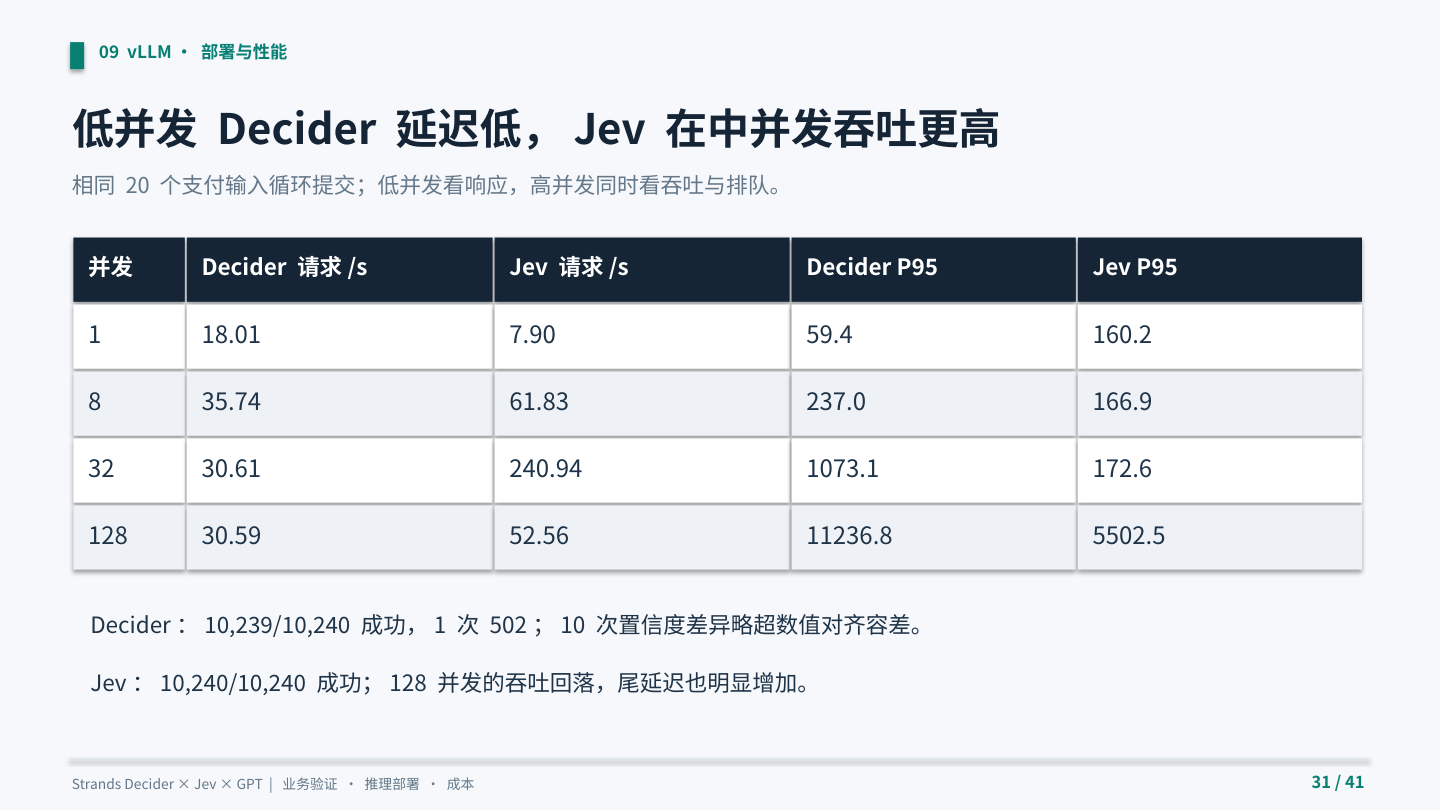 09 vLLM · 部署与性能
低并发 Decider 延迟低， Jev 在中并发吞吐更高
相同 20 个支付输入循环提交；低并发看响应，高并发同时看吞吐与排队。
并发 Decider 请求 /s Jev 请求 /s Decider P95 Jev P95
1 18.01 7.90 59.4 160.2
8 35.74 61.83 237.0 166.9
32 30.61 240.94 1073.1 172.6
128 30.59 52.56 11236.8 5502.5
Decider： 10,239/10,240 成功， 1 次 502； 10 次置信度差异略超数值对齐容差。
Jev： 10,240/10,240 成功； 128 并发的吞吐回落，尾延迟也明显增加。
Strands Decider × Jev × GPT | 业务验证 · 推理部署 · 成本
31 / 41